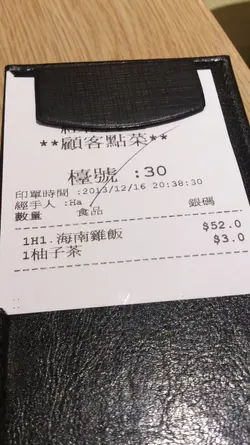 **顧客點菜**
檯號 :30
印單時間 :2013/12/16 20:38:30
經手人 :Ha
數量 食品 銀碼
1H1.海南雞飯 $52.0
1柚子茶 $3.0